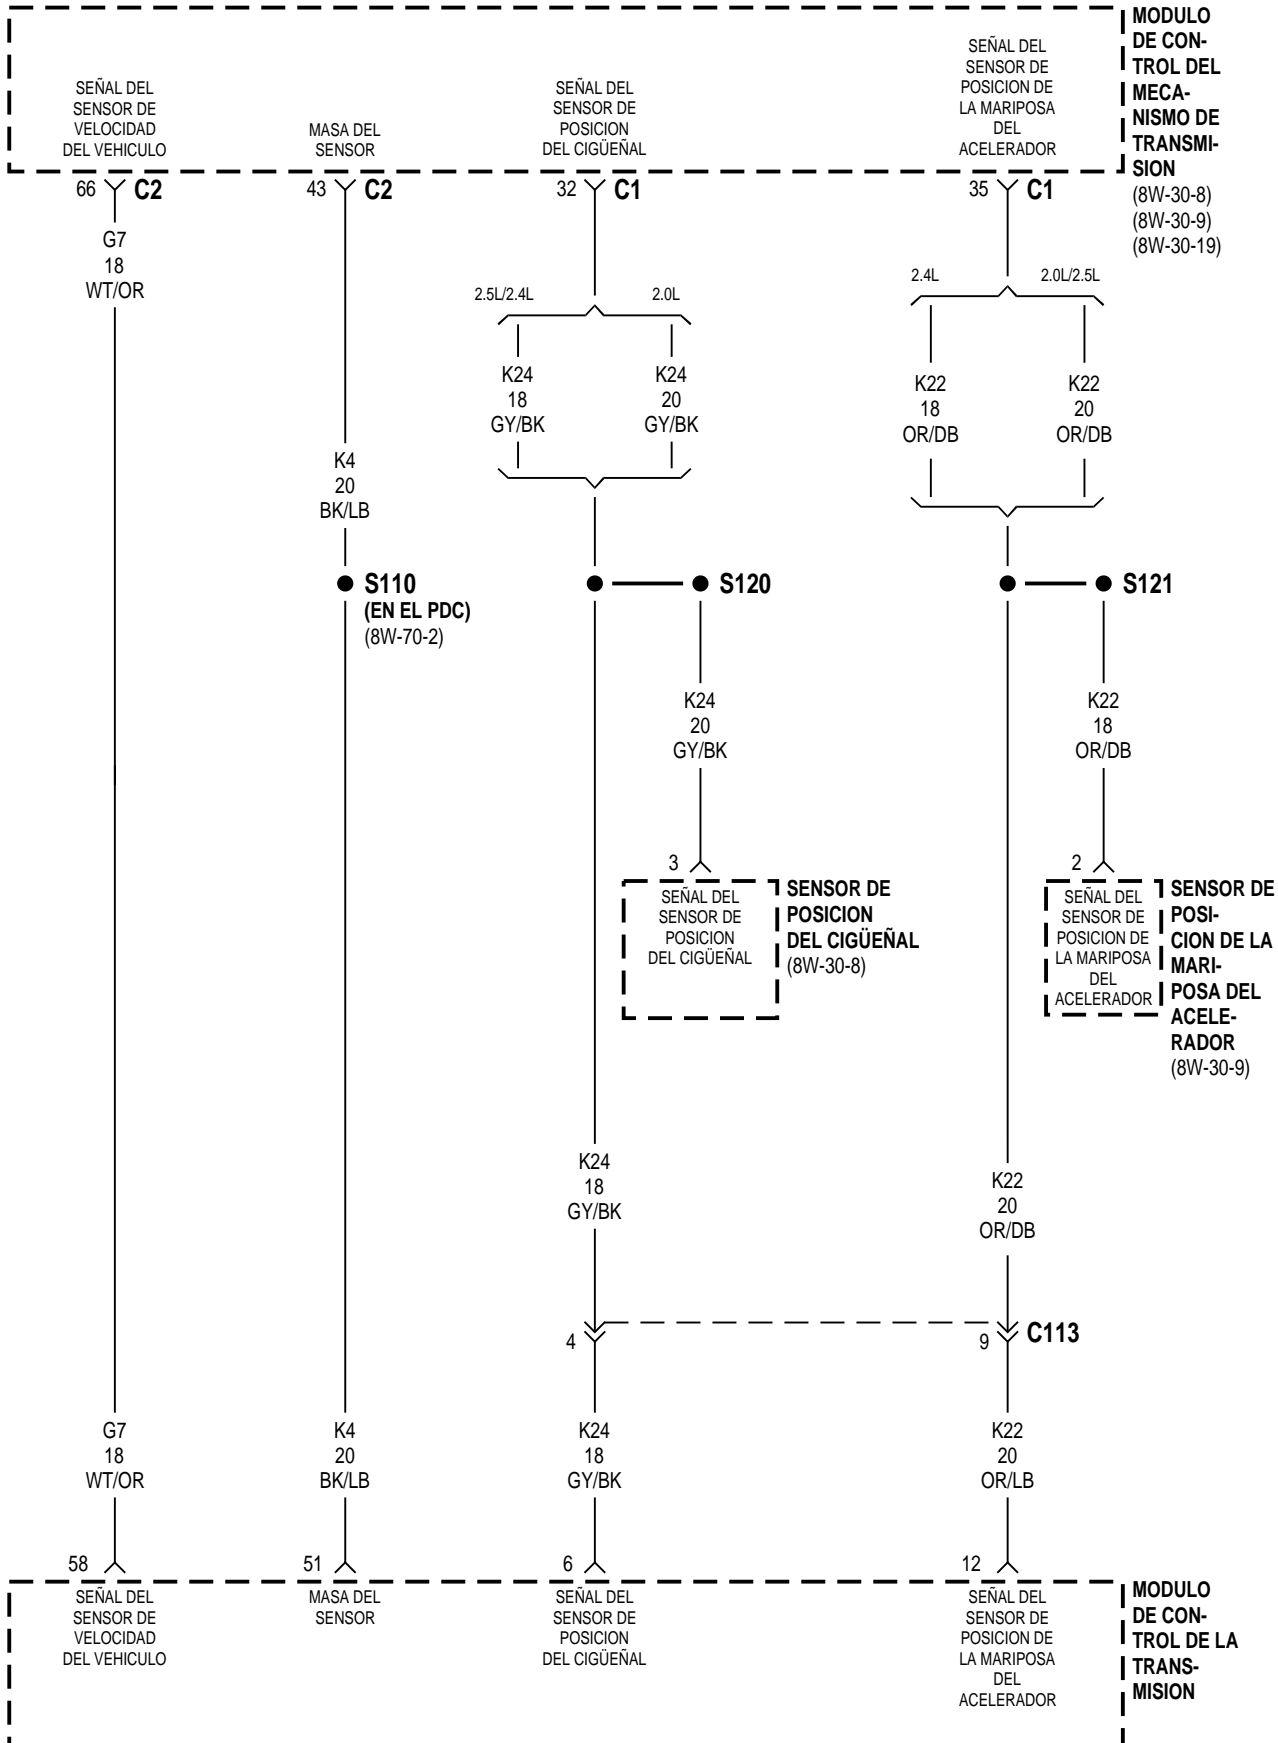 MODULO
DE CON-
TROL DEL
MECA-
NISMO DE
TRANSMI-
SION
(8W-30-8)
(8W-30-9)
(8W-30-19)
SEÑAL DEL
SENSOR DE
VELOCIDAD
DEL VEHICULO
MASA DEL
SENSOR
SEÑAL DEL
SENSOR DE
POSICION
DEL CIGÜEÑAL
SEÑAL DEL
SENSOR DE
POSICION DE
LA MARIPOSA
DEL
ACELERADOR
66 C2
43 C2
32 C1
35 C1
G7
18
WT/OR
2.5L/2.4L
2.0L
2.4L
2.0L/2.5L
K24
18
GY/BK
K24
20
GY/BK
K22
18
OR/DB
K22
20
OR/DB
K4
20
BK/LB
S110
(EN EL PDC)
(8W-70-2)
S120
S121
K24
20
GY/BK
K22
18
OR/DB
3
SEÑAL DEL
SENSOR DE
POSICION
DEL CIGÜEÑAL
SENSOR DE
POSICION
DEL CIGÜEÑAL
(8W-30-8)
2
SEÑAL DEL
SENSOR DE
POSICION DE
LA MARIPOSA
DEL
ACELERADOR
SENSOR DE
POSI-
CION DE LA
MARI-
POSA DEL
ACELE-
RADOR
(8W-30-9)
K24
18
GY/BK
K22
20
OR/DB
4
9 C113
G7
18
WT/OR
K4
20
BK/LB
K24
18
GY/BK
K22
20
OR/LB
58
51
6
12
SEÑAL DEL
SENSOR DE
VELOCIDAD
DEL VEHICULO
MASA DEL
SENSOR
SEÑAL DEL
SENSOR DE
POSICION
DEL CIGÜEÑAL
SEÑAL DEL
SENSOR DE
POSICION DE
LA MARIPOSA
DEL
ACELERADOR
MODULO
DE CON-
TROL DE LA
TRANS-
MISION